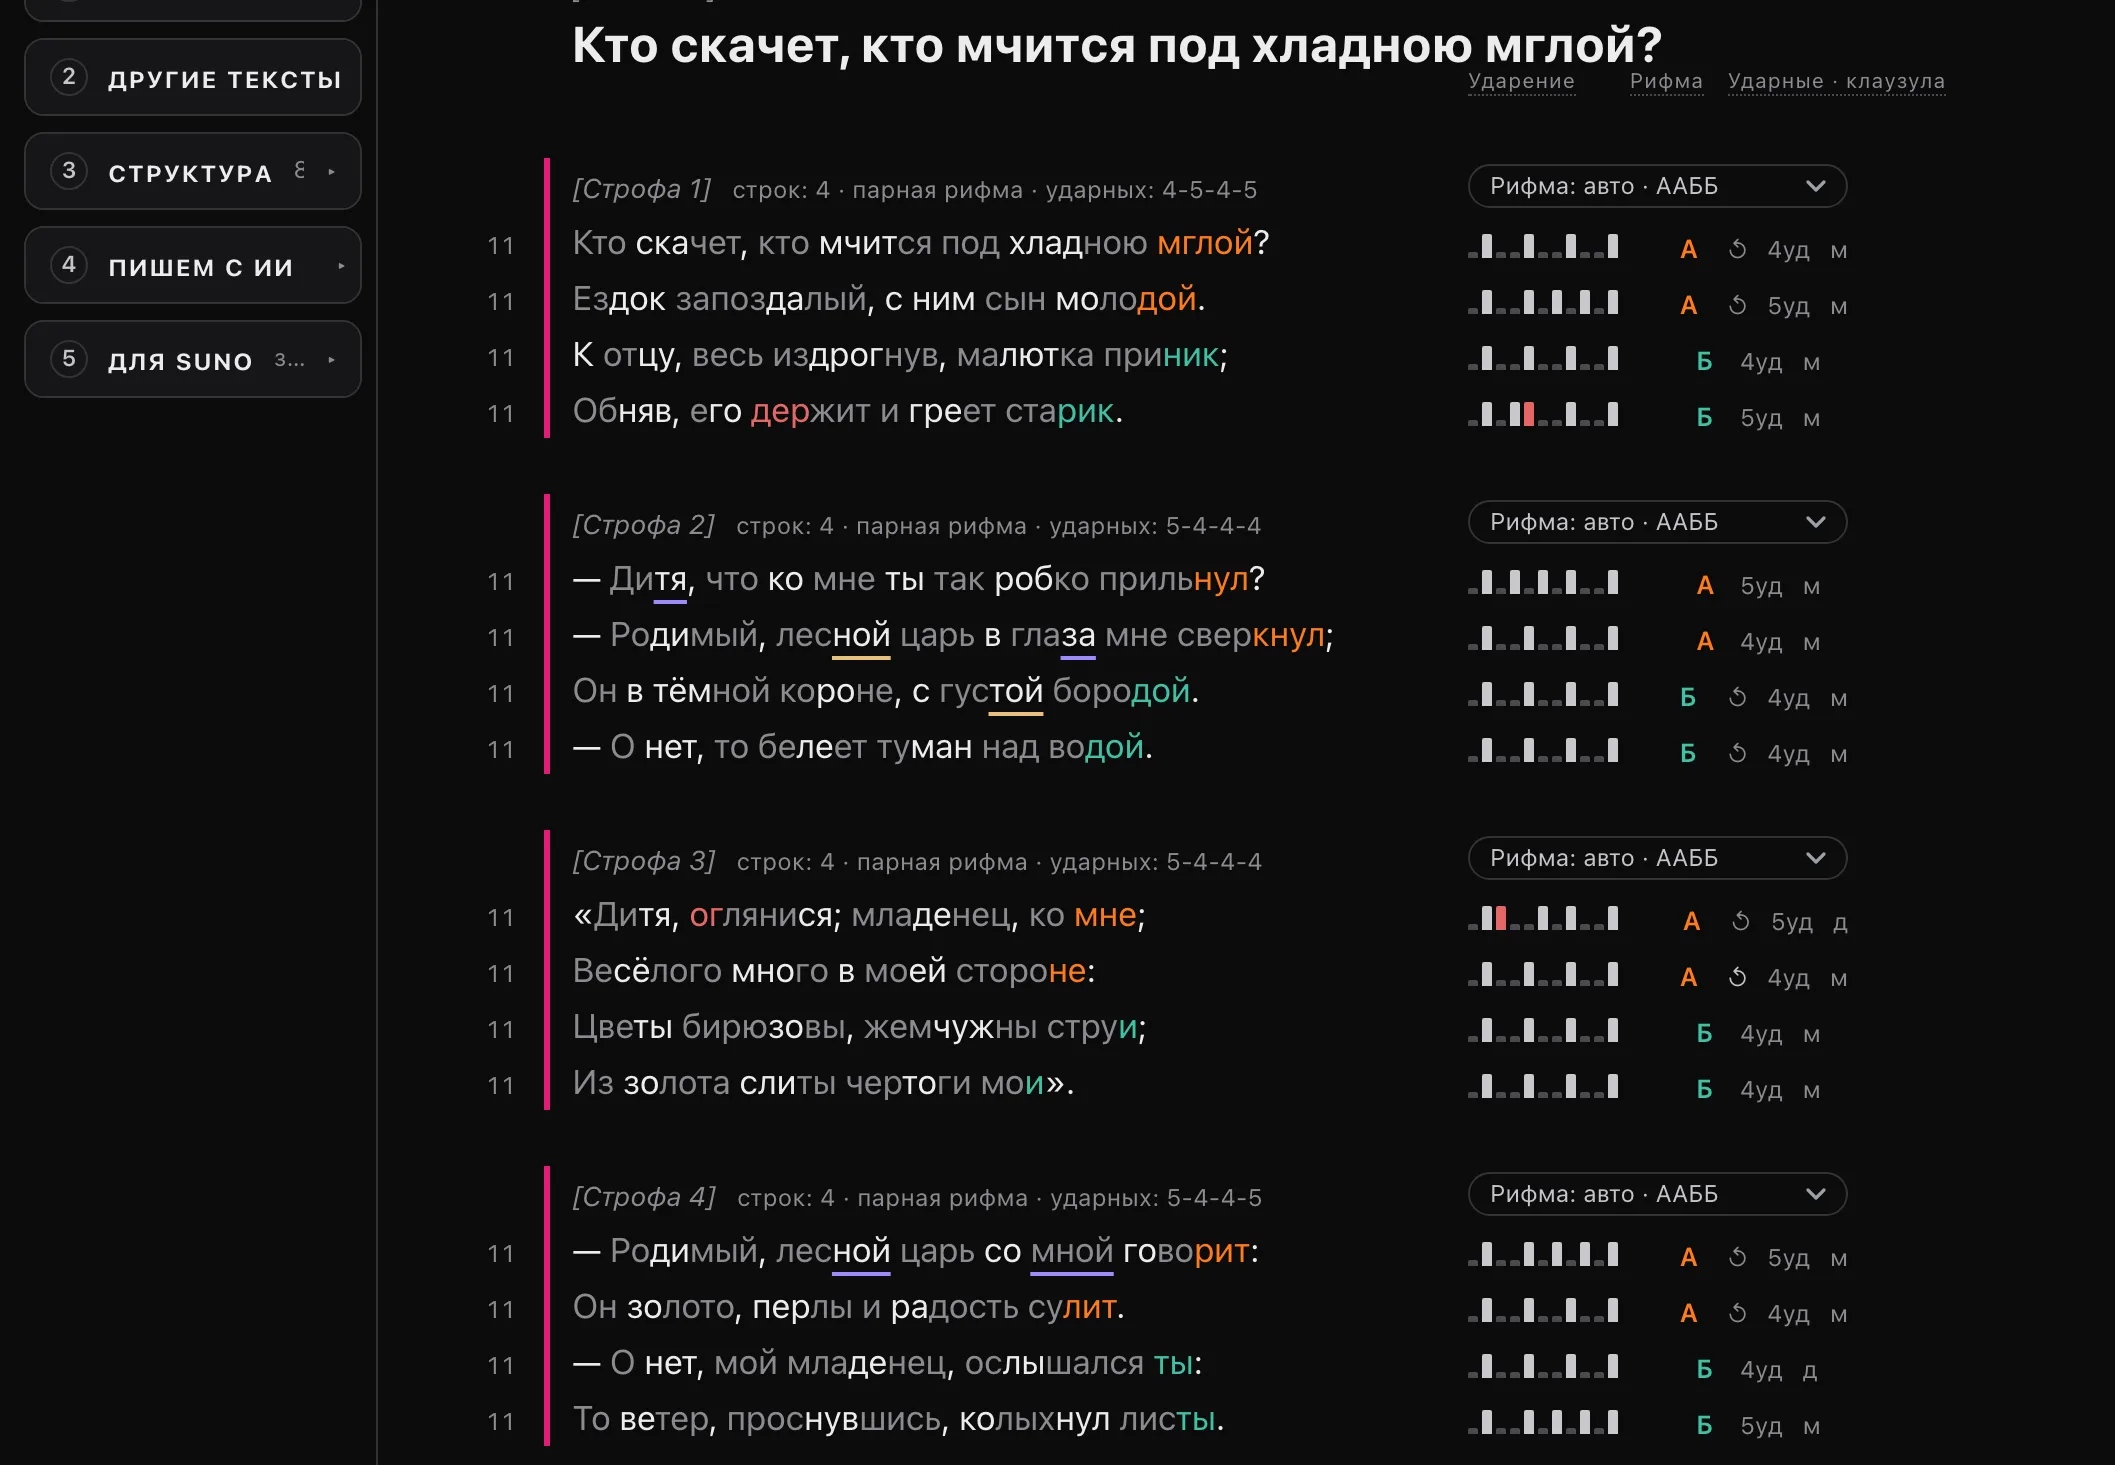 2 ДРУГИЕ ТЕКСТЫ
3 СТРУКТУРА 8
4 ПИШЕМ С ИИ
5 ДЛЯ SUNO з...
Кто скачет, кто мчится под хладною мглой?
Ударение Рифма Ударные · клаузула
[Строфа 1] строк: 4 · парная рифма · ударных: 4-5-4-5 Рифма: авто · ААББ
11 Кто скачет, кто мчится под хладною мглой? А 4уд м
11 Ездок запоздалый, с ним сын молодой. А 5уд м
11 К отцу, весь издрогнув, малютка приник; Б 4уд м
11 Обняв, его держит и греет старик. Б 5уд м
[Строфа 2] строк: 4 · парная рифма · ударных: 5-4-4-4 Рифма: авто · ААББ
11 — Дитя, что ко мне ты так робко прильнул? А 5уд м
11 — Родимый, лесной царь в глаза мне сверкнул; А 4уд м
11 Он в тёмной короне, с густой бородой. Б 4уд м
11 — О нет, то белеет туман над водой. Б 4уд м
[Строфа 3] строк: 4 · парная рифма · ударных: 5-4-4-4 Рифма: авто · ААББ
11 «Дитя, оглянися; младенец, ко мне; А 5уд д
11 Весёлого много в моей стороне: А 4уд м
11 Цветы бирюзовы, жемчужны струи; Б 4уд м
11 Из золота слиты чертоги мои». Б 4уд м
[Строфа 4] строк: 4 · парная рифма · ударных: 5-4-4-5 Рифма: авто · ААББ
11 — Родимый, лесной царь со мной говорит: А 5уд м
11 Он золото, перлы и радость сулит. А 4уд м
11 — О нет, мой младенец, ослышался ты: Б 4уд д
11 То ветер, проснувшись, колыхнул листы. Б 5уд м